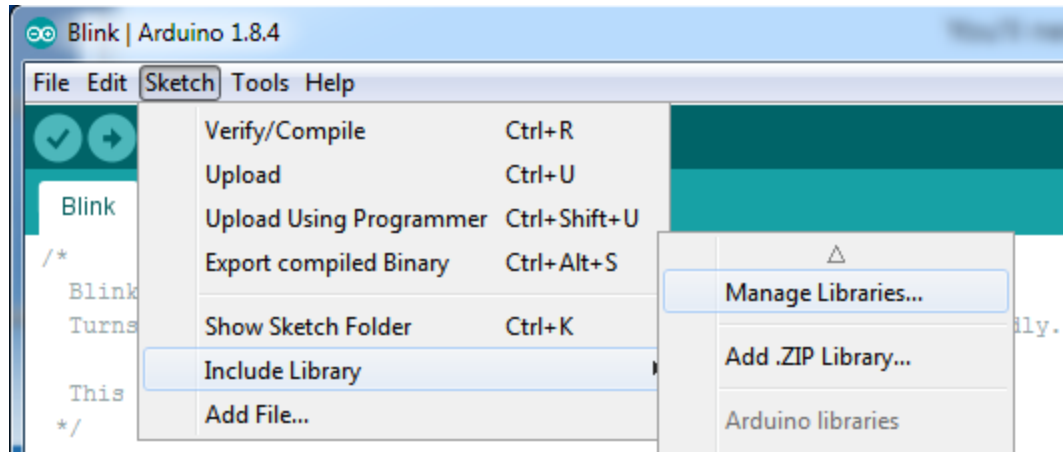 Blink | Arduino 1.8.4
File Edit Sketch Tools Help
Verify/Compile Ctrl+R
Upload Ctrl+U
Blink
Upload Using Programmer Ctrl+Shift+U
/*
Export compiled Binary Ctrl+Alt+S
Blink
Manage Libraries...
Turns
Show Sketch Folder Ctrl+K
Add .ZIP Library...
Include Library
This
Add File...
Arduino libraries
*/